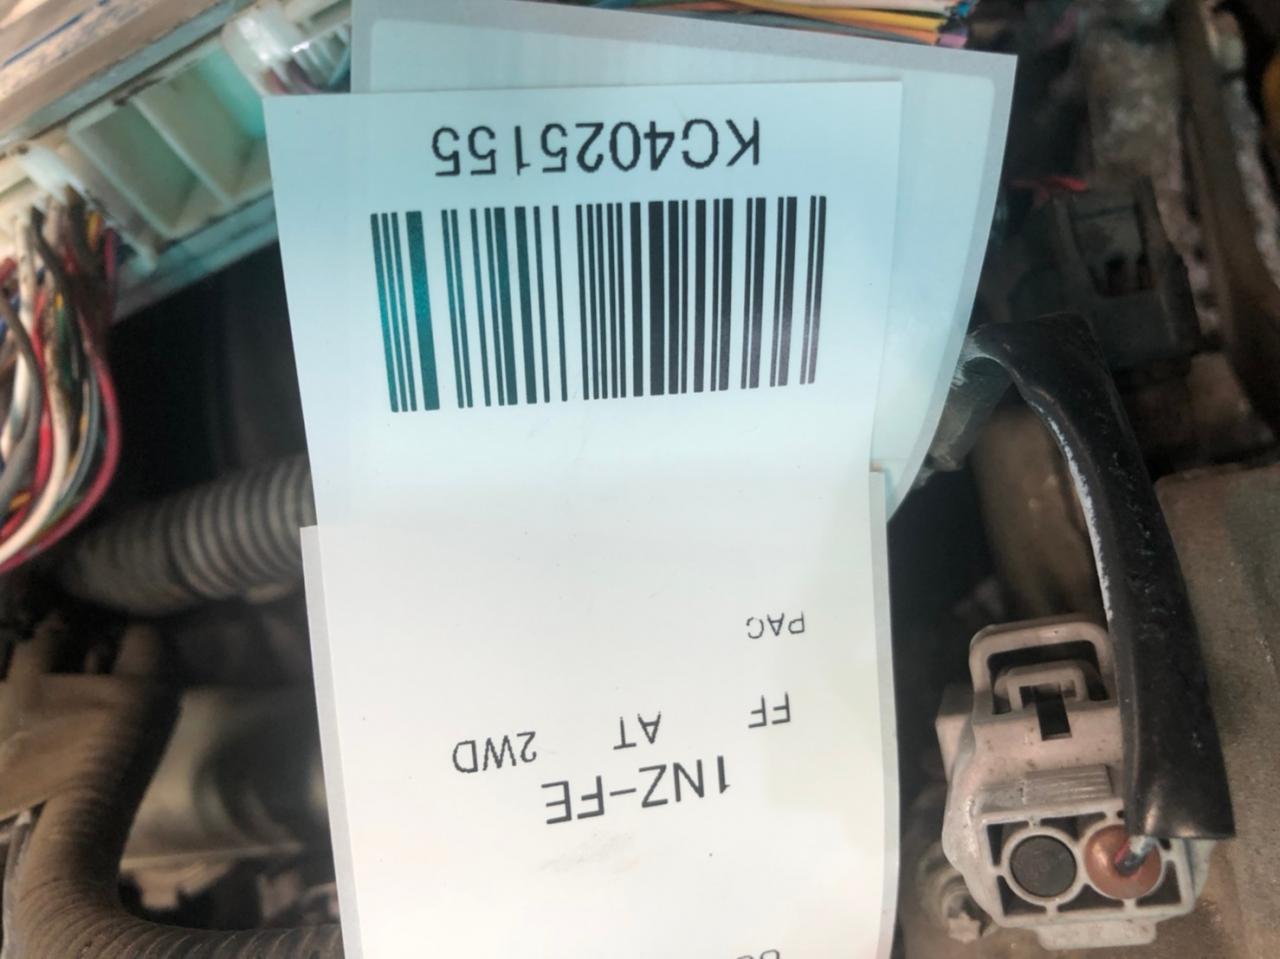 1NZ-FE
FF AT 2WD
PAC
KC4025155